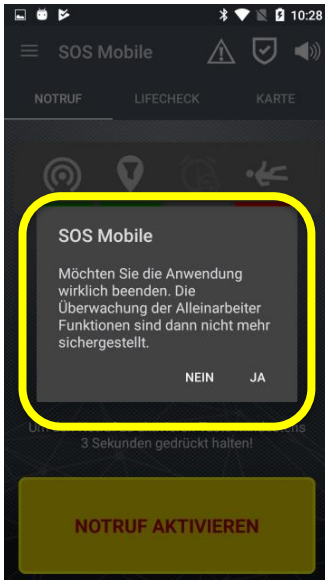 10:28
SOS Mobile
NOTRUF LIFECHECK KARTE
SOS Mobile
Möchten Sie die Anwendung
wirklich beenden. Die
Überwachung der Alleinarbeiter
Funktionen sind dann nicht mehr
sichergestellt.
NEIN JA
3 Sekunden gedrückt halten!
NOTRUF AKTIVIEREN